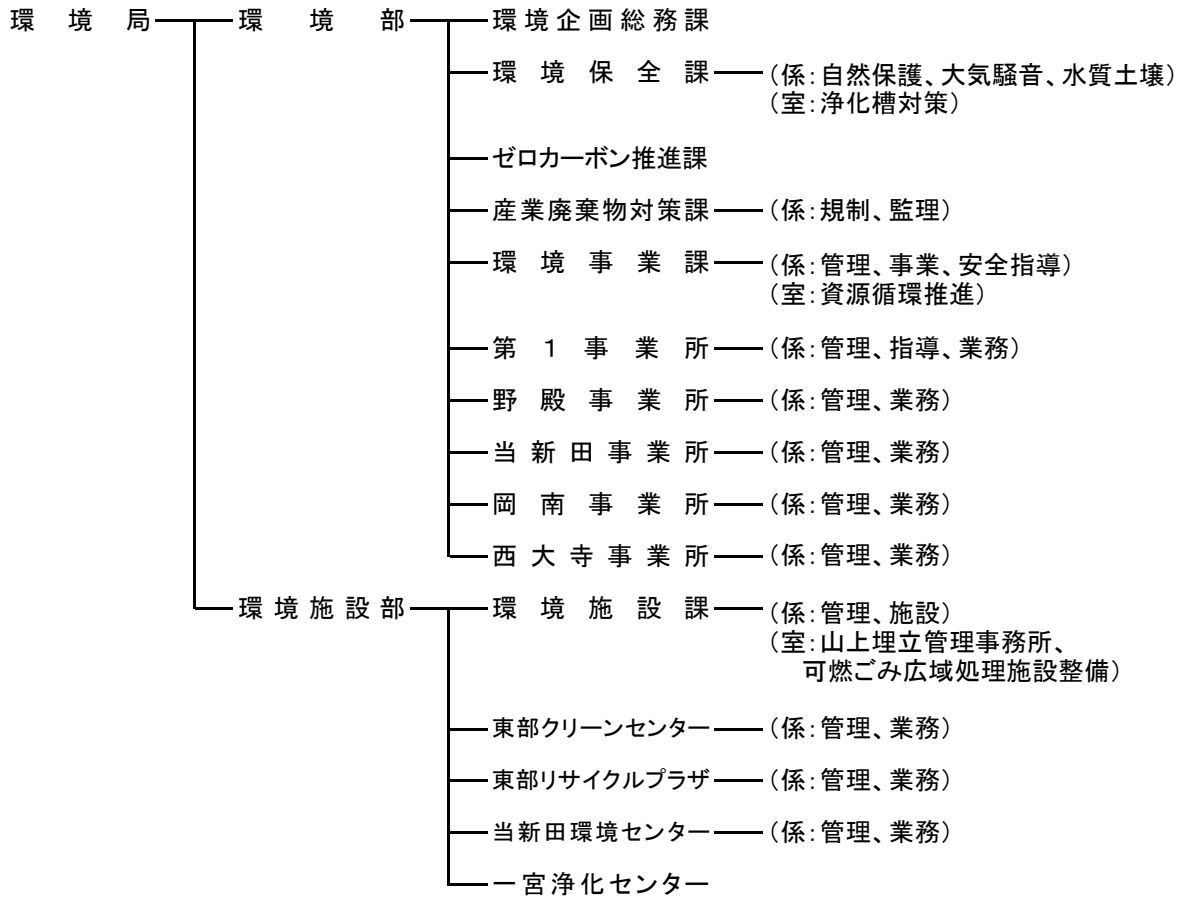 環境局 環境部 環境企画総務課
環境保全課 (係:自然保護、大気騒音、水質土壌)
(室:浄化槽対策)
ゼロカーボン推進課
産業廃棄物対策課 (係:規制、監理)
環境事業課 (係:管理、事業、安全指導)
(室:資源循環推進)
第1事業所 (係:管理、指導、業務)
野殿事業所 (係:管理、業務)
当新田事業所 (係:管理、業務)
岡南事業所 (係:管理、業務)
西大寺事業所 (係:管理、業務)
環境施設部 環境施設課 (係:管理、施設)
(室:山上埋立管理事務所、
可燃ごみ広域処理施設整備)
東部クリーンセンター (係:管理、業務)
東部リサイクルプラザ (係:管理、業務)
当新田環境センター (係:管理、業務)
一宮浄化センター